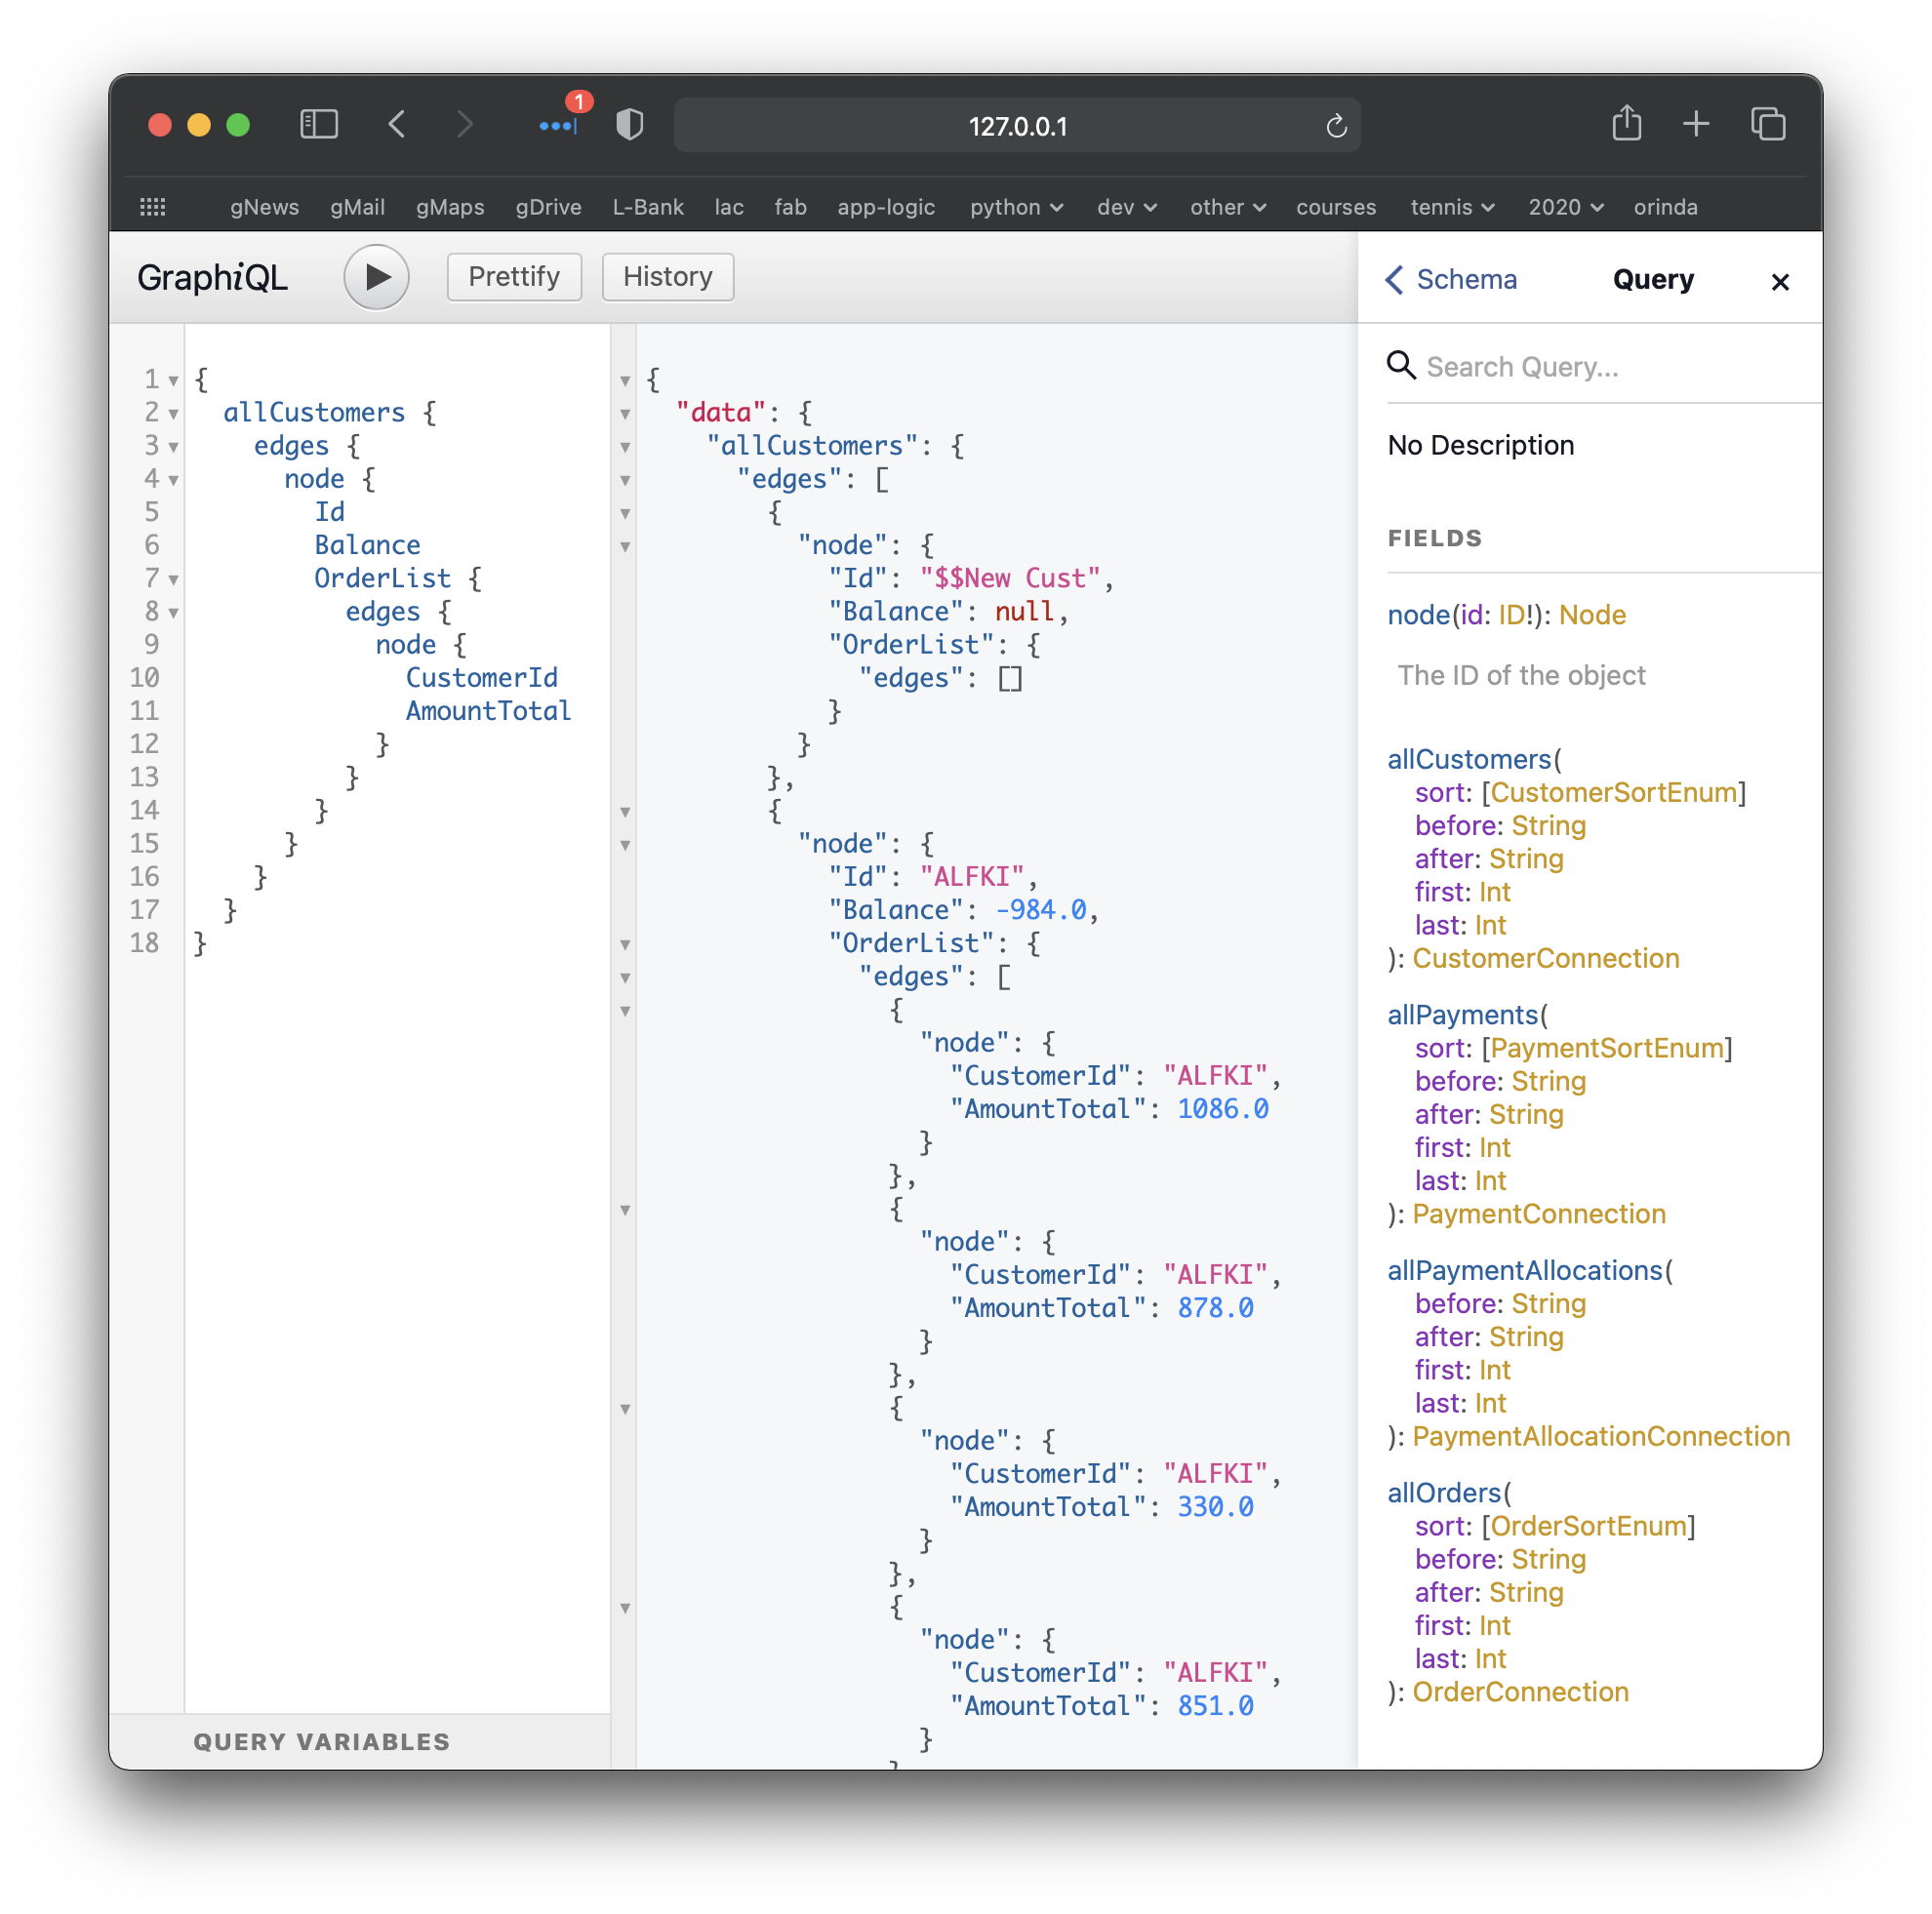 1
127.0.0.1
gNews gMail gMaps gDrive L-Bank lac fab app-logic python dev other courses tennis 2020 orinda
GraphiQL Prettify History
1 {
2 allCustomers {
3 edges {
4 node {
5 Id
6 Balance
7 OrderList {
8 edges {
9 node {
10 CustomerId
11 AmountTotal
12 }
13 }
14 }
15 }
16 }
17 }
18 }
QUERY VARIABLES
{
"data": {
"allCustomers": {
"edges": [
{
"node": {
"Id": "$$New Cust",
"Balance": null,
"OrderList": {
"edges": []
}
}
},
{
"node": {
"Id": "ALFKI",
"Balance": -984.0,
"OrderList": {
"edges": [
{
"node": {
"CustomerId": "ALFKI",
"AmountTotal": 1086.0
}
},
{
"node": {
"CustomerId": "ALFKI",
"AmountTotal": 878.0
}
},
{
"node": {
"CustomerId": "ALFKI",
"AmountTotal": 330.0
}
},
{
"node": {
"CustomerId": "ALFKI",
"AmountTotal": 851.0
}
Schema Query
Search Query...
No Description
FIELDS
node(id: ID!): Node
The ID of the object
allCustomers(
sort: [CustomerSortEnum]
before: String
after: String
first: Int
last: Int
): CustomerConnection
allPayments(
sort: [PaymentSortEnum]
before: String
after: String
first: Int
last: Int
): PaymentConnection
allPaymentAllocations(
before: String
after: String
first: Int
last: Int
): PaymentAllocationConnection
allOrders(
sort: [OrderSortEnum]
before: String
after: String
first: Int
last: Int
): OrderConnection